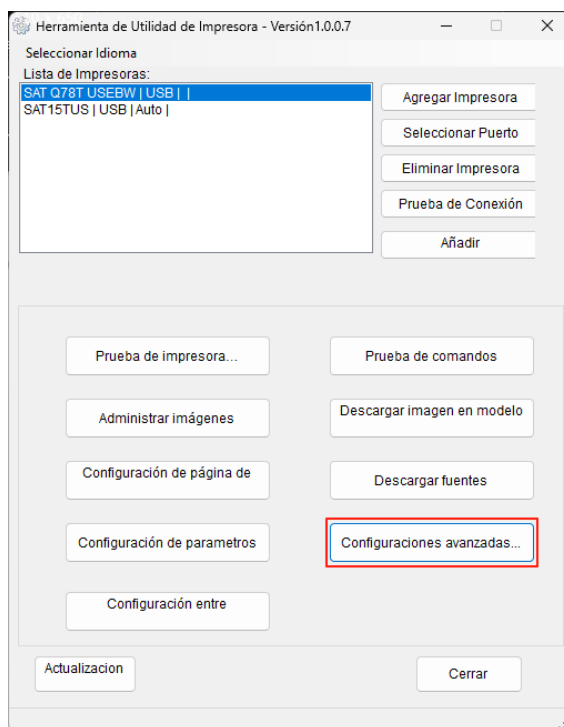 Herramienta de Utilidad de Impresora - Versión1.0.0.7
Seleccionar Idioma
Lista de Impresoras:
SAT Q78T USEBW | USB | |
SAT15TUS | USB | Auto |
Agregar Impresora
Seleccionar Puerto
Eliminar Impresora
Prueba de Conexión
Añadir
Prueba de impresora...
Prueba de comandos
Administrar imágenes
Descargar imagen en modelo
Configuración de página de
Descargar fuentes
Configuración de parametros
Configuraciones avanzadas...
Configuración entre
Actualizacion
Cerrar